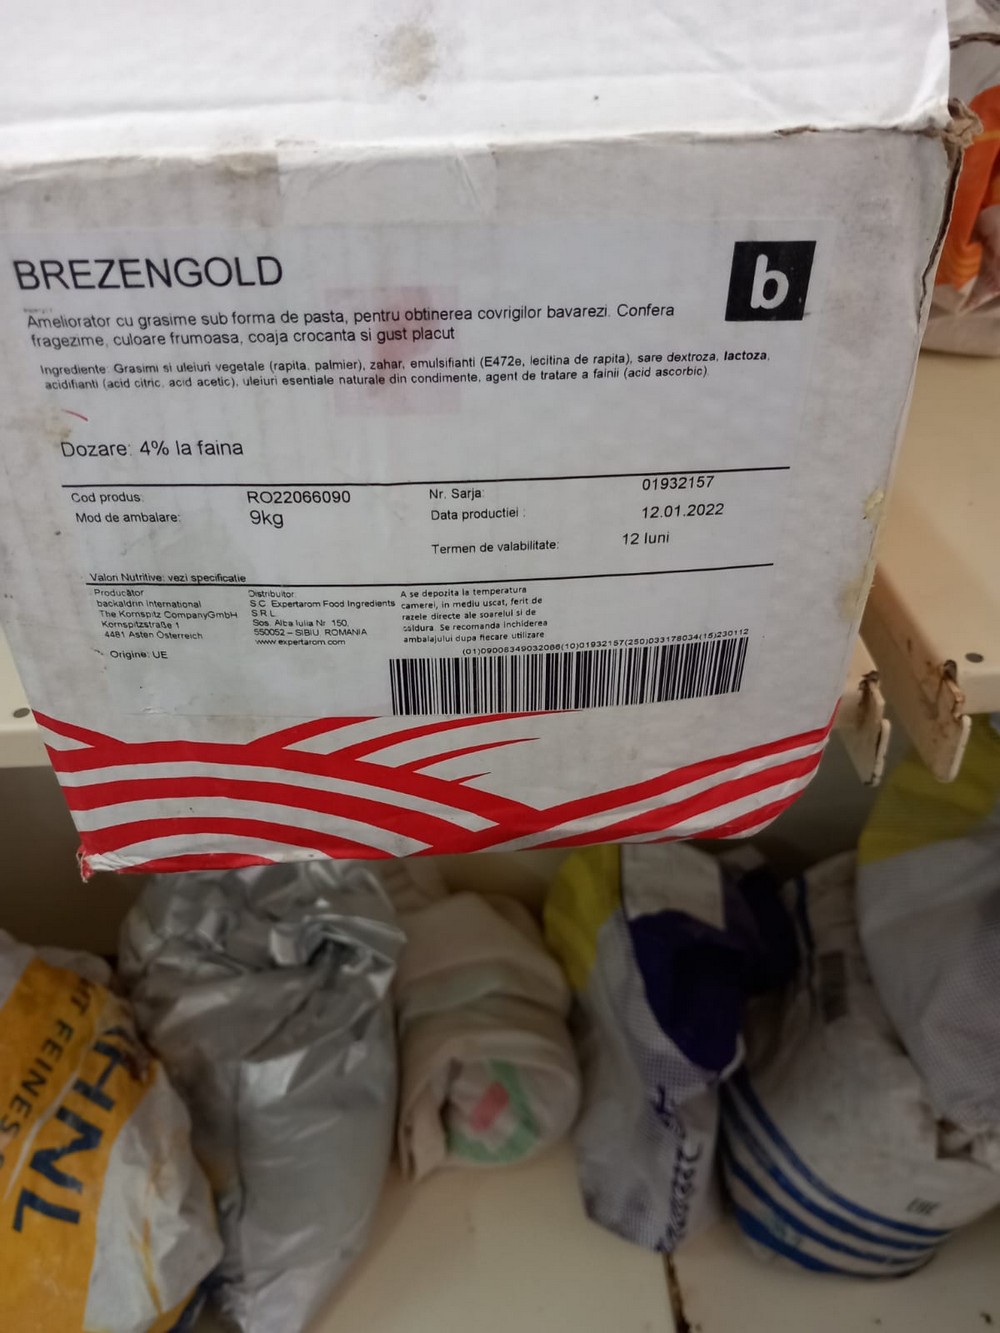 BREZENGOLD
b
Ameliorator cu grasime sub forma de pasta, pentru obtinerea covrigilor bavarezi. Confera
fragezime, culoare frumoasa, coaja crocanta si gust placut
Ingrediente: Grasimi si uleiuri vegetale (rapita, palmier), zahar, emulsifianti (E472e, lecitina de rapita), sare dextroza, lactoza,
acidifianti (acid citric, acid acetic), uleiuri esentiale naturale din condimente, agent de tratare a fainii (acid ascorbic).
Dozare: 4% la faina
Cod produs: RO22066090
Mod de ambalare: 9kg
Nr. Sarja: 01932157
Data productiei : 12.01.2022
Termen de valabilitate: 12 luni
Valori Nutritive: vezi specificatie
Producător
backaldrin International
The Kornspitz CompanyGmbH
Kornspitzstraße 1
4481 Asten Österreich
Origine: UE
Distribuitor:
S.C. Expertarom Food Ingredients
S.R.L.
Sos. Alba Iulia Nr 150,
550052 – SIBIU, ROMANIA
www.expertarom.com
A se depozita la temperatura
camerei, in mediu uscat, ferit de
razele directe ale soarelui si de
caldura. Se recomanda inchiderea
ambalajului dupa fiecare utilizare
(01)09008349032066(10)01932157(250)033178034(15)230112